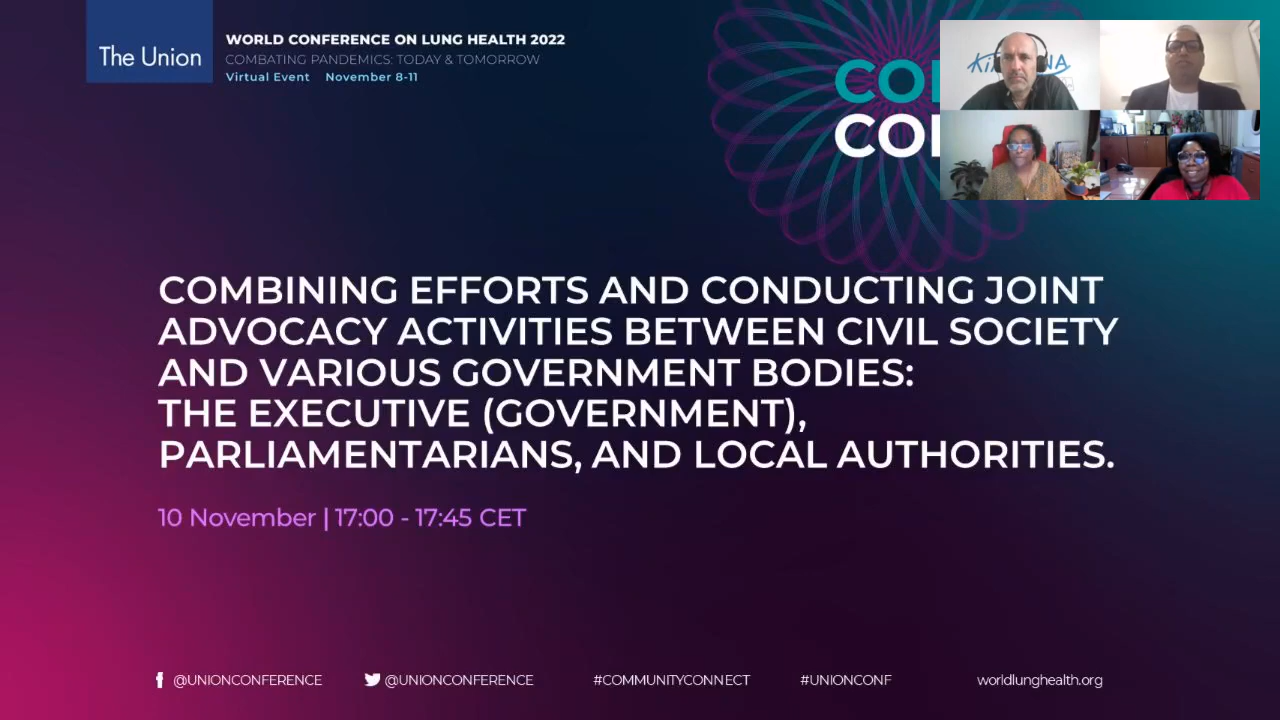 The Union
WORLD CONFERENCE ON LUNG HEALTH 2022
COMBATING PANDEMICS: TODAY & TOMORROW
Virtual Event November 8-11
COMBINING EFFORTS AND CONDUCTING JOINT
ADVOCACY ACTIVITIES BETWEEN CIVIL SOCIETY
AND VARIOUS GOVERNMENT BODIES:
THE EXECUTIVE (GOVERNMENT),
PARLIAMENTARIANS, AND LOCAL AUTHORITIES.
10 November | 17:00 - 17:45 CET
@UNIONCONFERENCE
@UNIONCONFERENCE
#COMMUNITYCONNECT
#UNIONCONF
worldlunghealth.org